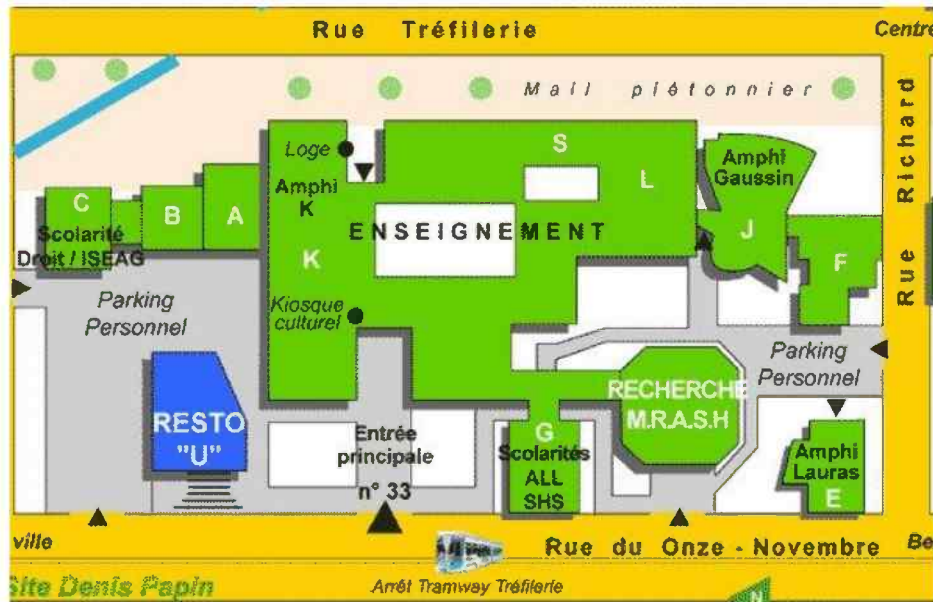 Rue Tréfilerie
Centre
Mail piétonnier
Rue Richard
Loge
S
Amphi
K
L
Amphi
Gaussin
C
B
A
J
ENSEIGNEMENT
Scolarité
Droit / ISEAG
K
F
Parking
Personnel
Kiosque
culturel
Parking
Personnel
RECHERCHE
M.R.A.S.H
RESTO
"U"
Entrée
principale
n° 33
G
Scolarités
ALL
SHS
Amphi
Lauras
E
ville
Rue du Onze - Novembre
Be
Site Denis Papin
Arrêt Tramway Tréfilerie
N